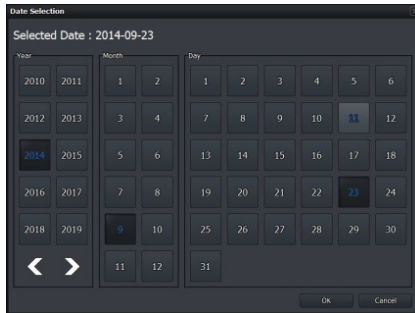 Date Selection
Selected Date : 2014-09-23
Year Month Day
2010 2011 1 2 1 2 3 4 5 6
2012 2013 3 4 7 8 9 10 11 12
2014 2015 5 6 13 14 15 16 17 18
2016 2017 7 8 19 20 21 22 23 24
2018 2019 9 10 25 26 27 28 29 30
11 12 31
OK Cancel